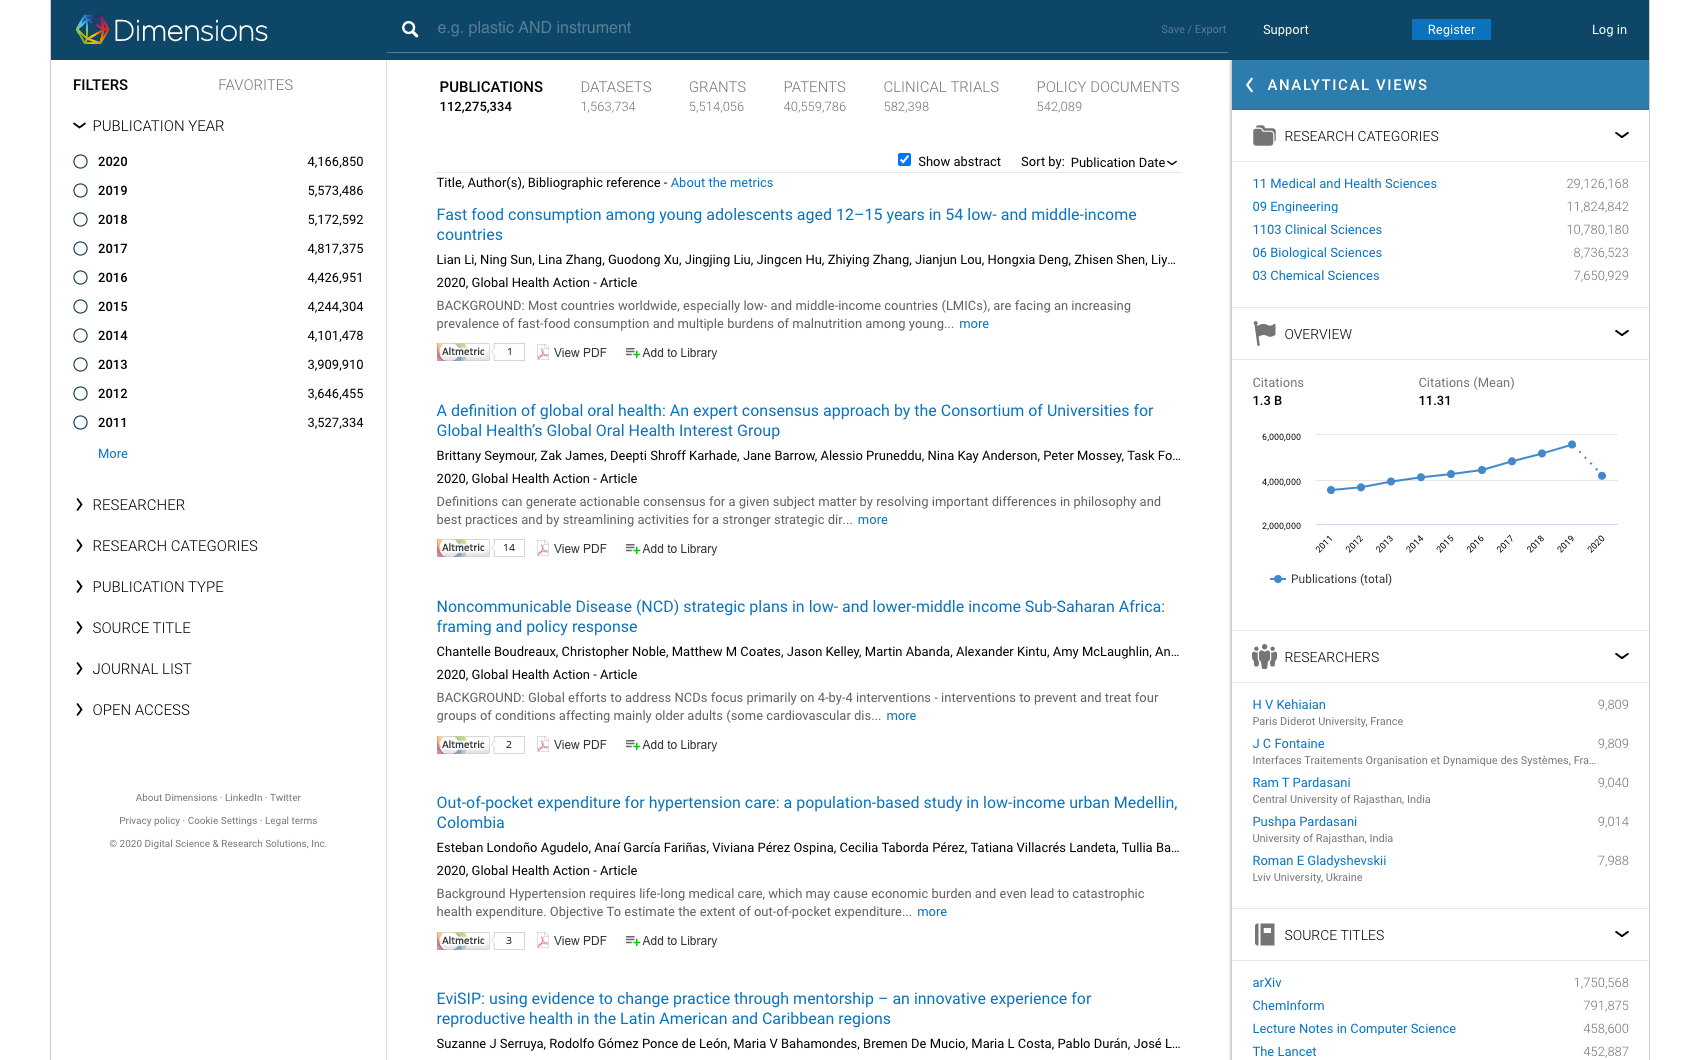 Dimensions
e.g. plastic AND instrument
Save / Export
Support
Register
Log in
FILTERS
FAVORITES
PUBLICATION YEAR
2020 4,166,850
2019 5,573,486
2018 5,172,592
2017 4,817,375
2016 4,426,951
2015 4,244,304
2014 4,101,478
2013 3,909,910
2012 3,646,455
2011 3,527,334
More
RESEARCHER
RESEARCH CATEGORIES
PUBLICATION TYPE
SOURCE TITLE
JOURNAL LIST
OPEN ACCESS
About Dimensions · LinkedIn · Twitter
Privacy policy · Cookie Settings · Legal terms
© 2020 Digital Science & Research Solutions, Inc.
PUBLICATIONS DATASETS GRANTS PATENTS CLINICAL TRIALS POLICY DOCUMENTS
112,275,334 1,563,734 5,514,056 40,559,786 582,398 542,089
Show abstract Sort by: Publication Date
Title, Author(s), Bibliographic reference - About the metrics
Fast food consumption among young adolescents aged 12–15 years in 54 low- and middle-income
countries
Lian Li, Ning Sun, Lina Zhang, Guodong Xu, Jingjing Liu, Jingcen Hu, Zhiying Zhang, Jianjun Lou, Hongxia Deng, Zhisen Shen, Liy...
2020, Global Health Action - Article
BACKGROUND: Most countries worldwide, especially low- and middle-income countries (LMICs), are facing an increasing
prevalence of fast-food consumption and multiple burdens of malnutrition among young... more
Altmetric 1 View PDF Add to Library
A definition of global oral health: An expert consensus approach by the Consortium of Universities for
Global Health’s Global Oral Health Interest Group
Brittany Seymour, Zak James, Deepti Shroff Karhade, Jane Barrow, Alessio Pruneddu, Nina Kay Anderson, Peter Mossey, Task Fo...
2020, Global Health Action - Article
Definitions can generate actionable consensus for a given subject matter by resolving important differences in philosophy and
best practices and by streamlining activities for a stronger strategic dir... more
Altmetric 14 View PDF Add to Library
Noncommunicable Disease (NCD) strategic plans in low- and lower-middle income Sub-Saharan Africa:
framing and policy response
Chantelle Boudreaux, Christopher Noble, Matthew M Coates, Jason Kelley, Martin Abanda, Alexander Kintu, Amy McLaughlin, An...
2020, Global Health Action - Article
BACKGROUND: Global efforts to address NCDs focus primarily on 4-by-4 interventions - interventions to prevent and treat four
groups of conditions affecting mainly older adults (some cardiovascular dis... more
Altmetric 2 View PDF Add to Library
Out-of-pocket expenditure for hypertension care: a population-based study in low-income urban Medellin,
Colombia
Esteban Londoño Agudelo, Anaí García Fariñas, Viviana Pérez Ospina, Cecilia Taborda Pérez, Tatiana Villacrés Landeta, Tullia Ba...
2020, Global Health Action - Article
Background Hypertension requires life-long medical care, which may cause economic burden and even lead to catastrophic
health expenditure. Objective To estimate the extent of out-of-pocket expenditure... more
Altmetric 3 View PDF Add to Library
EviSIP: using evidence to change practice through mentorship – an innovative experience for
reproductive health in the Latin American and Caribbean regions
Suzanne J Serruya, Rodolfo Gómez Ponce de León, Maria V Bahamondes, Bremen De Mucio, Maria L Costa, Pablo Durán, José L...
ANALYTICAL VIEWS
RESEARCH CATEGORIES
11 Medical and Health Sciences 29,126,168
09 Engineering 11,824,842
1103 Clinical Sciences 10,780,180
06 Biological Sciences 8,736,523
03 Chemical Sciences 7,650,929
OVERVIEW
Citations Citations (Mean)
1.3 B 11.31
6,000,000
4,000,000
2,000,000
2011 2012 2013 2014 2015 2016 2017 2018 2019 2020
Publications (total)
RESEARCHERS
H V Kehiaian 9,809
Paris Diderot University, France
J C Fontaine 9,809
Interfaces Traitements Organisation et Dynamique des Systèmes, Fra...
Ram T Pardasani 9,040
Central University of Rajasthan, India
Pushpa Pardasani 9,014
University of Rajasthan, India
Roman E Gladyshevskii 7,988
Lviv University, Ukraine
SOURCE TITLES
arXiv 1,750,568
ChemInform 791,875
Lecture Notes in Computer Science 458,600
The Lancet 452,887